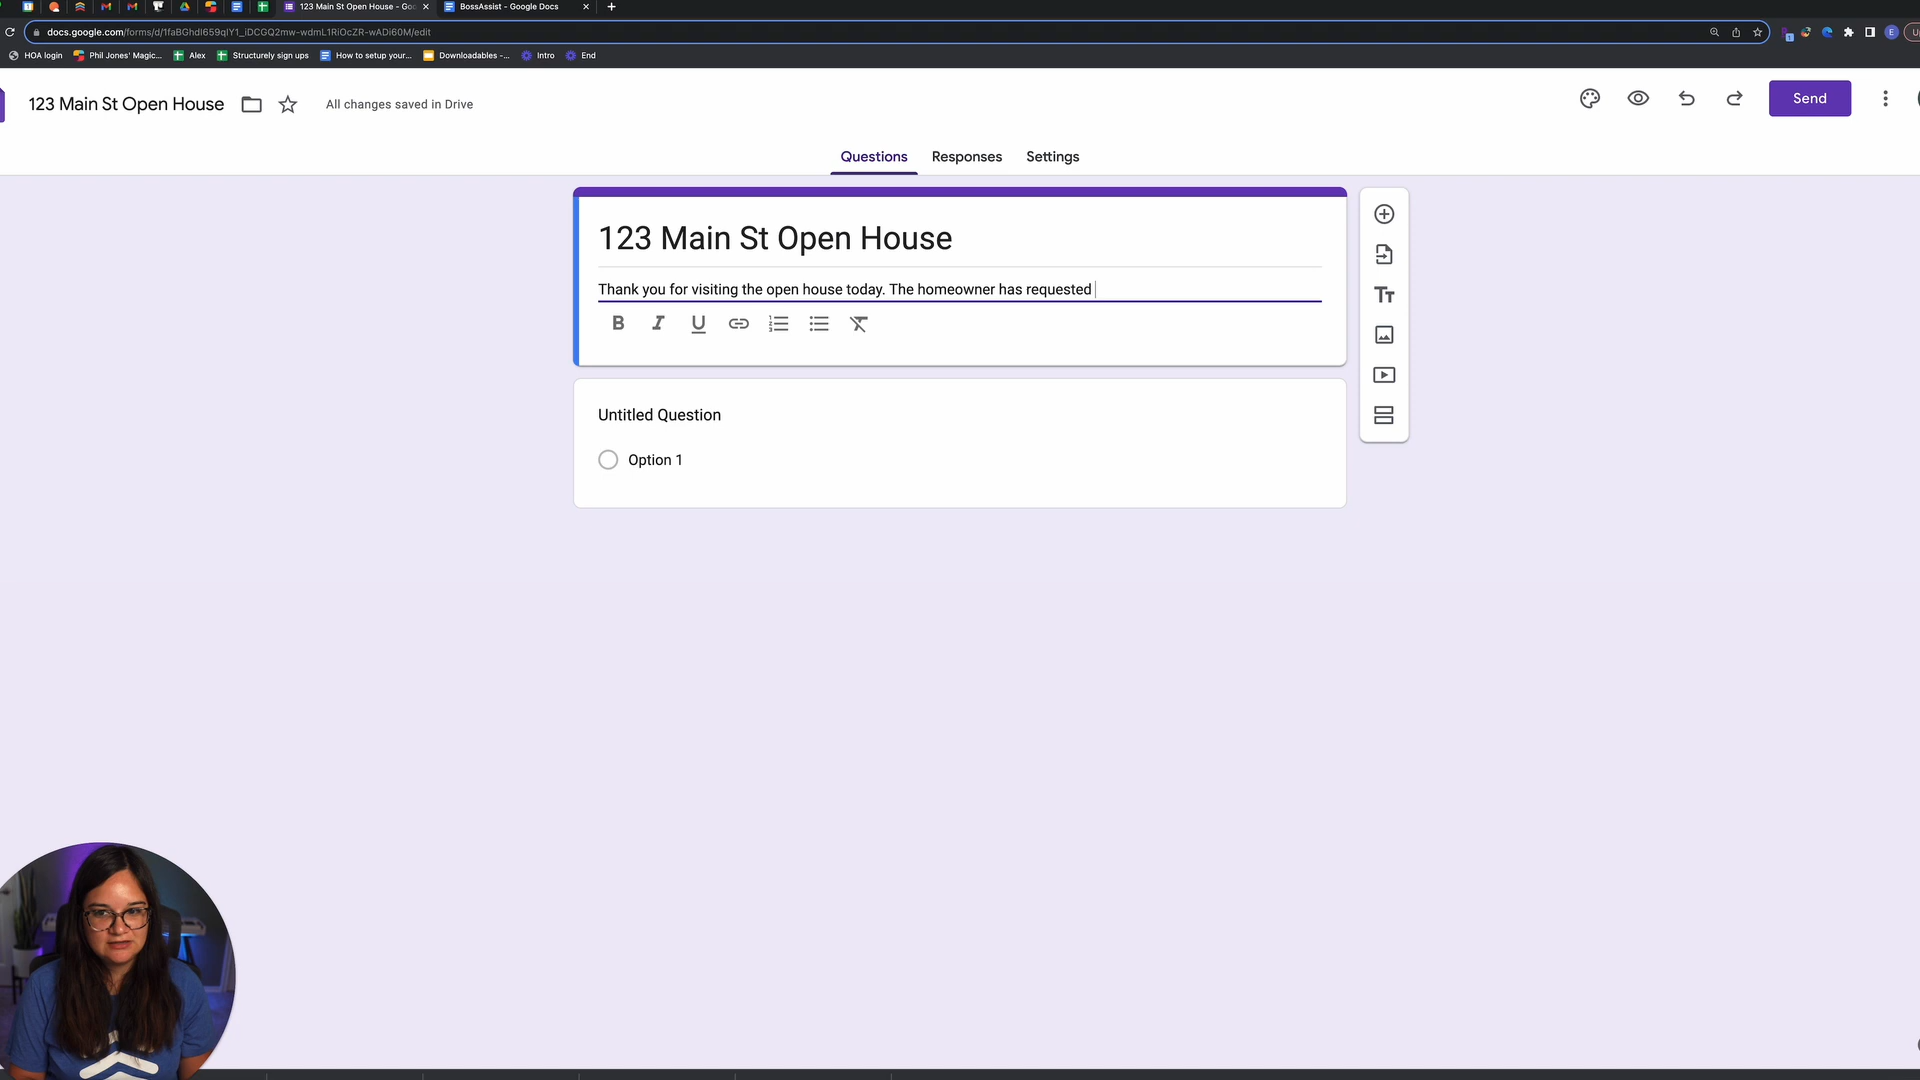 123 Main St Open House - Goo
BossAssist - Google Docs
docs.google.com/forms/d/1faBGhdI659qIY1_iDCGQ2mw-wdmL1RiOcZR-wADi60M/edit
HOA login
Phil Jones' Magic...
Alex
Structurely sign ups
How to setup your...
Downloadables -...
Intro
End
123 Main St Open House
All changes saved in Drive
Send
Questions
Responses
Settings
123 Main St Open House
Thank you for visiting the open house today. The homeowner has requested
Untitled Question
Option 1